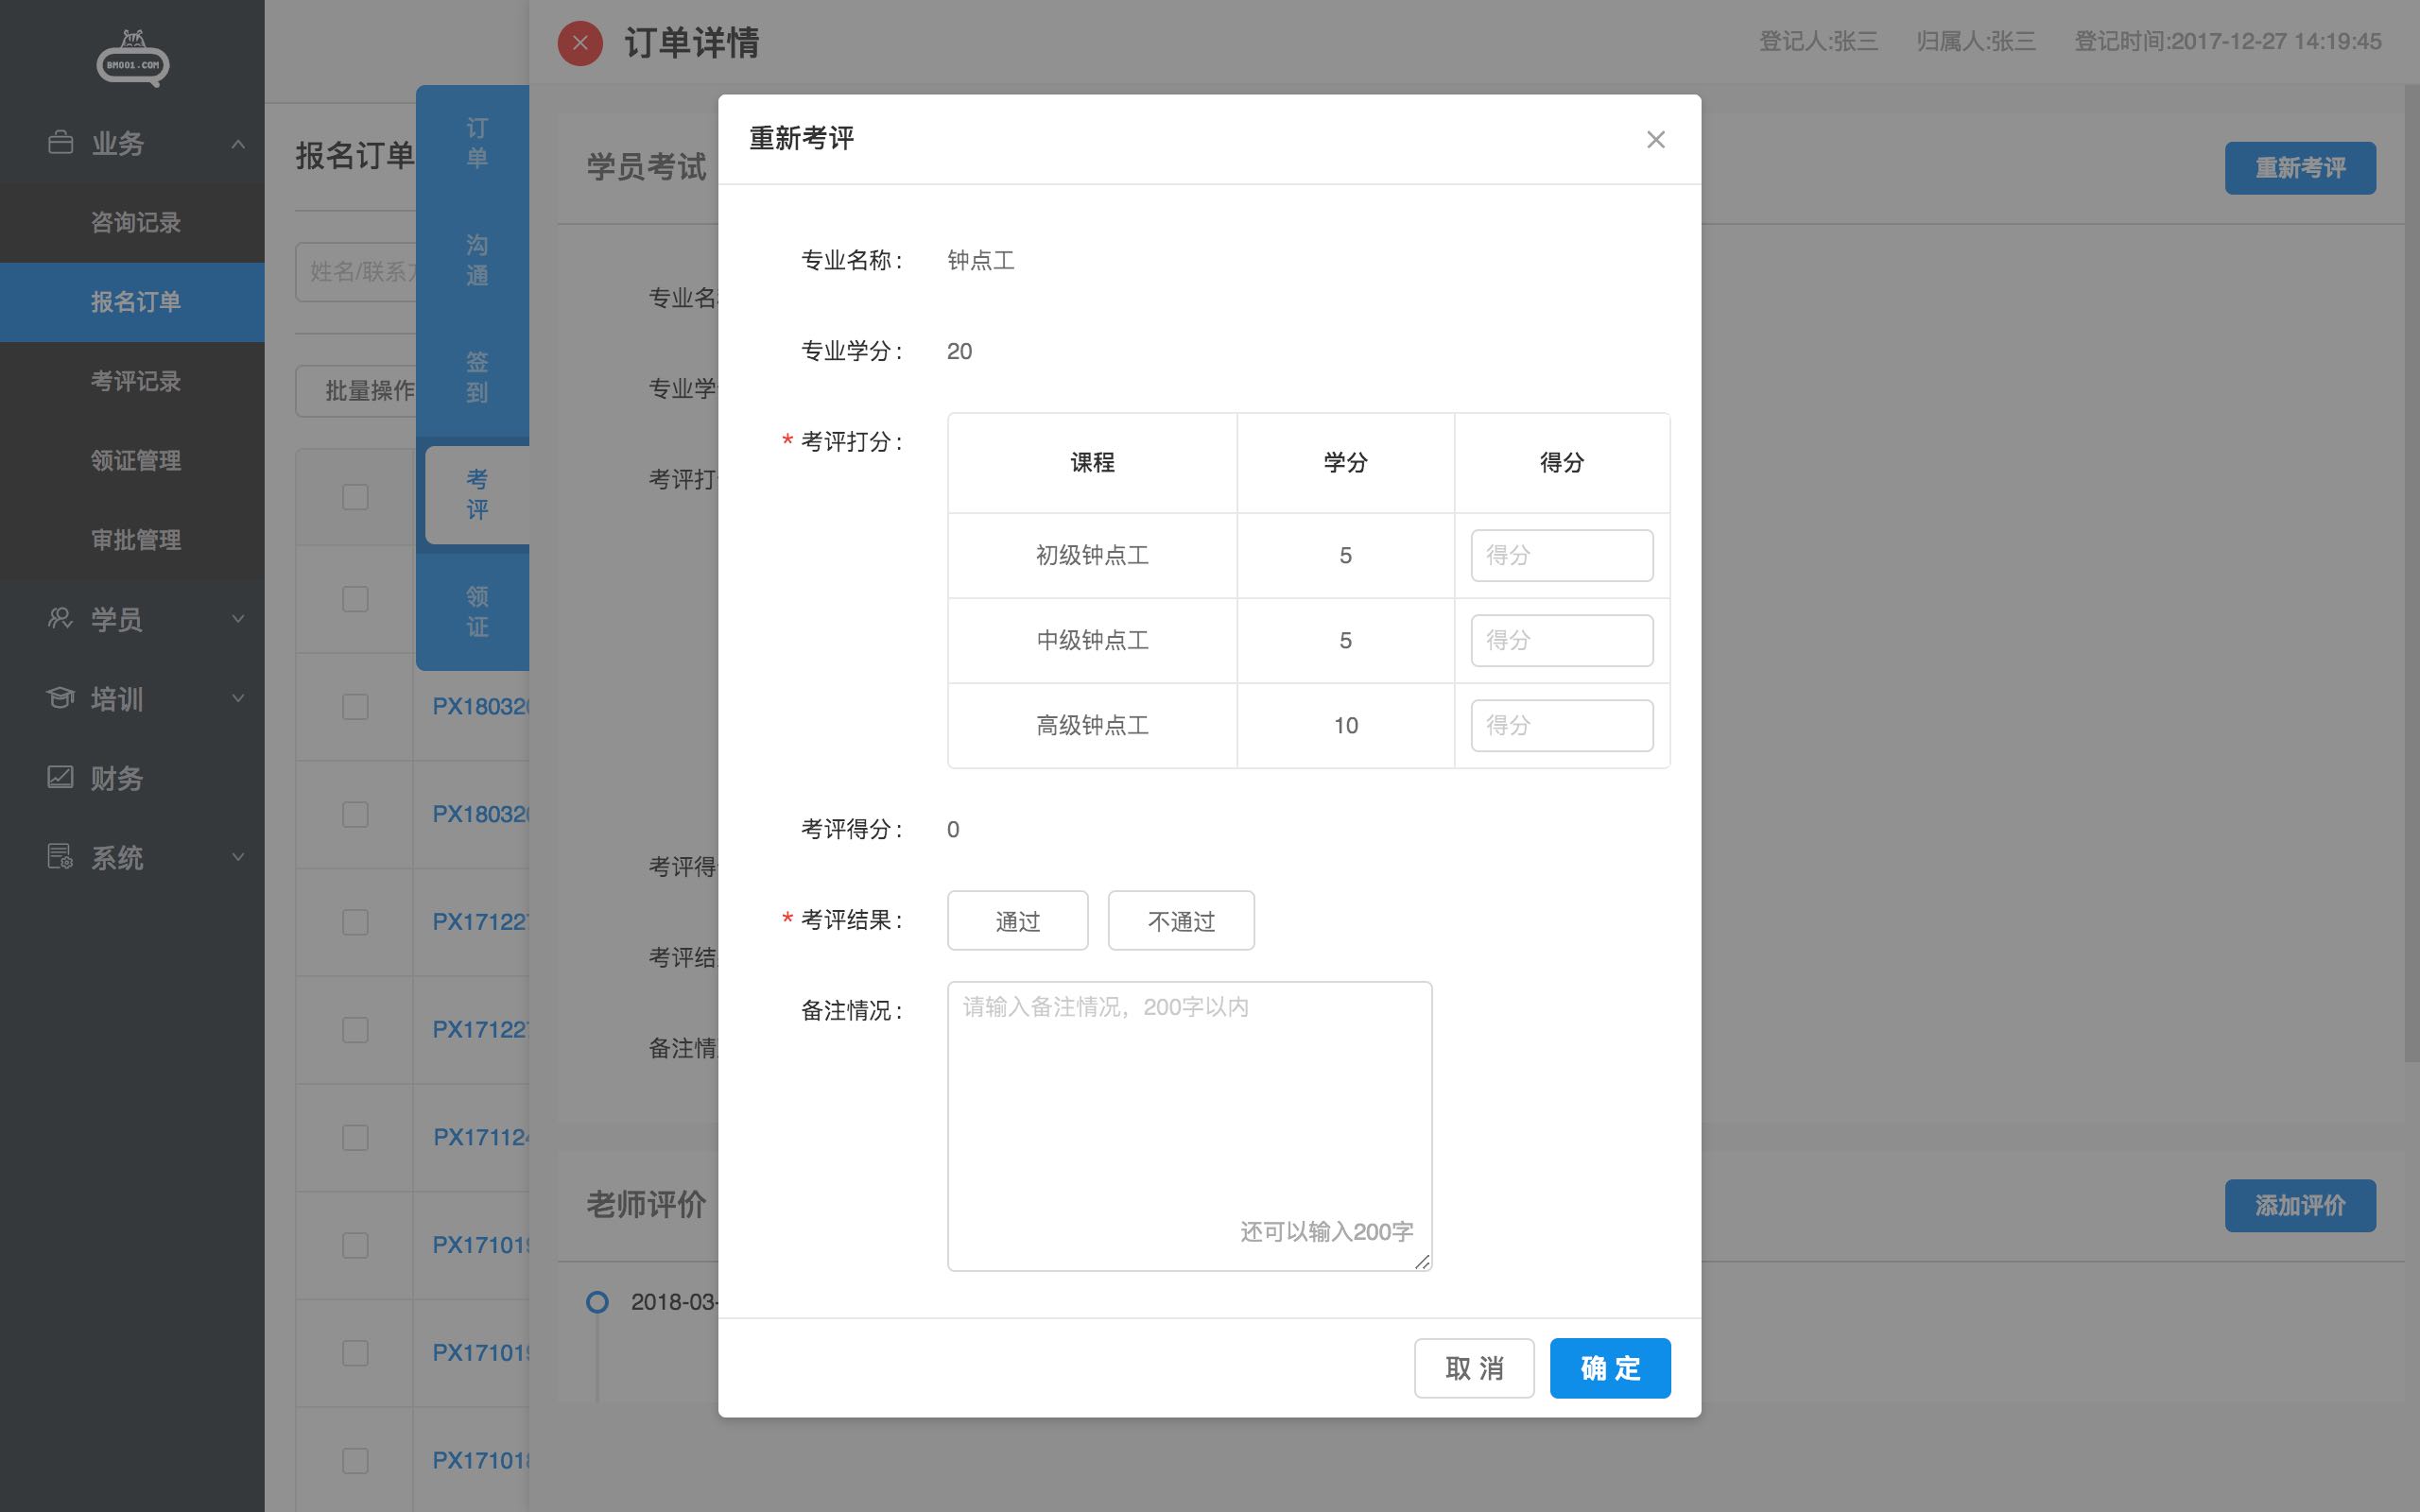 BM001.COM
业务
咨询记录
报名订单
考评记录
领证管理
审批管理
学员
培训
财务
系统
报名订单
姓名/联系
批量操作
PX18032
PX18032
PX17122
PX17122
PX17112
PX17101
PX17101
PX17101
订单
沟通
签到
考评
领证
订单详情
登记人:张三 归属人:张三 登记时间:2017-12-27 14:19:45
学员考试
重新考评
专业名
专业学
考评打
考评得
考评结
备注情
老师评价
添加评价
2018-03-
重新考评
专业名称: 钟点工
专业学分: 20
* 考评打分:
课程 学分 得分
初级钟点工 5 得分
中级钟点工 5 得分
高级钟点工 10 得分
考评得分: 0
* 考评结果: 通过 不通过
备注情况: 请输入备注情况，200字以内
还可以输入200字
取 消 确 定